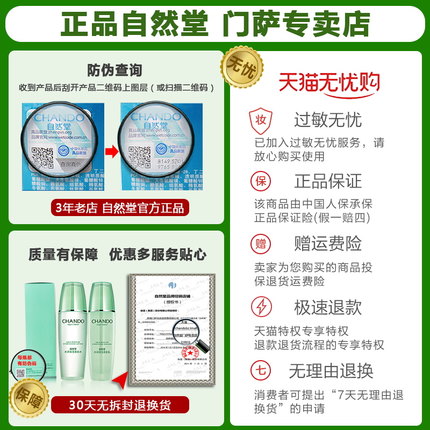 正品自然堂 门萨专卖店
防伪查询
收到产品后刮开产品二维码上图层（或扫描二维码）
CHANDO
自然堂
CHANDO
自然堂
3年老店 自然堂官方正品
质量有保障 优惠多服务贴心
CHANDO
CHANDO
自然堂品牌经销店铺
（授权书）
保障
30天无拆封退换货
无忧
天猫无忧购
妆 过敏无忧
已加入过敏无忧服务，请
放心购买使用
保 正品保证
该商品由中国人保承保
正品保证险(假一赔四)
赠 赠运费险
卖家为您购买的商品投
保退货运费险
极速退款
天猫特权专享特权
退款退货流程的专享特权
七 无理由退换
消费者可提出“7天无理由退
换货”的申请